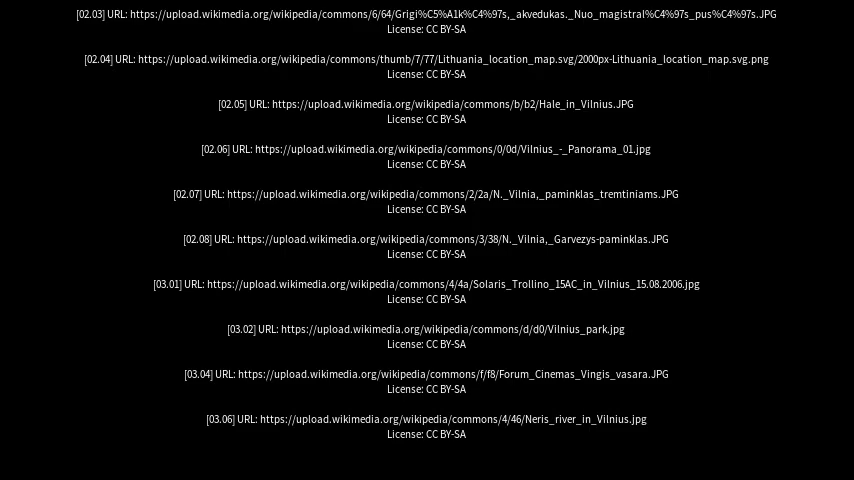 [02.03] URL: https://upload.wikimedia.org/wikipedia/commons/6/64/Grigi%C5%A1k%C4%97s,_akvedukas._Nuo_magistral%C4%97s_pus%C4%97s.JPG
License: CC BY-SA
[02.04] URL: https://upload.wikimedia.org/wikipedia/commons/thumb/7/77/Lithuania_location_map.svg/2000px-Lithuania_location_map.svg.png
License: CC BY-SA
[02.05] URL: https://upload.wikimedia.org/wikipedia/commons/b/b2/Hale_in_Vilnius.JPG
License: CC BY-SA
[02.06] URL: https://upload.wikimedia.org/wikipedia/commons/0/0d/Vilnius_-_Panorama_01.jpg
License: CC BY-SA
[02.07] URL: https://upload.wikimedia.org/wikipedia/commons/2/2a/N._Vilnia,_paminklas_tremtiniams.JPG
License: CC BY-SA
[02.08] URL: https://upload.wikimedia.org/wikipedia/commons/3/38/N._Vilnia,_Garvezys-paminklas.JPG
License: CC BY-SA
[03.01] URL: https://upload.wikimedia.org/wikipedia/commons/4/4a/Solaris_Trollino_15AC_in_Vilnius_15.08.2006.jpg
License: CC BY-SA
[03.02] URL: https://upload.wikimedia.org/wikipedia/commons/d/d0/Vilnius_park.jpg
License: CC BY-SA
[03.04] URL: https://upload.wikimedia.org/wikipedia/commons/f/f8/Forum_Cinemas_Vingis_vasara.JPG
License: CC BY-SA
[03.06] URL: https://upload.wikimedia.org/wikipedia/commons/4/46/Neris_river_in_Vilnius.jpg
License: CC BY-SA